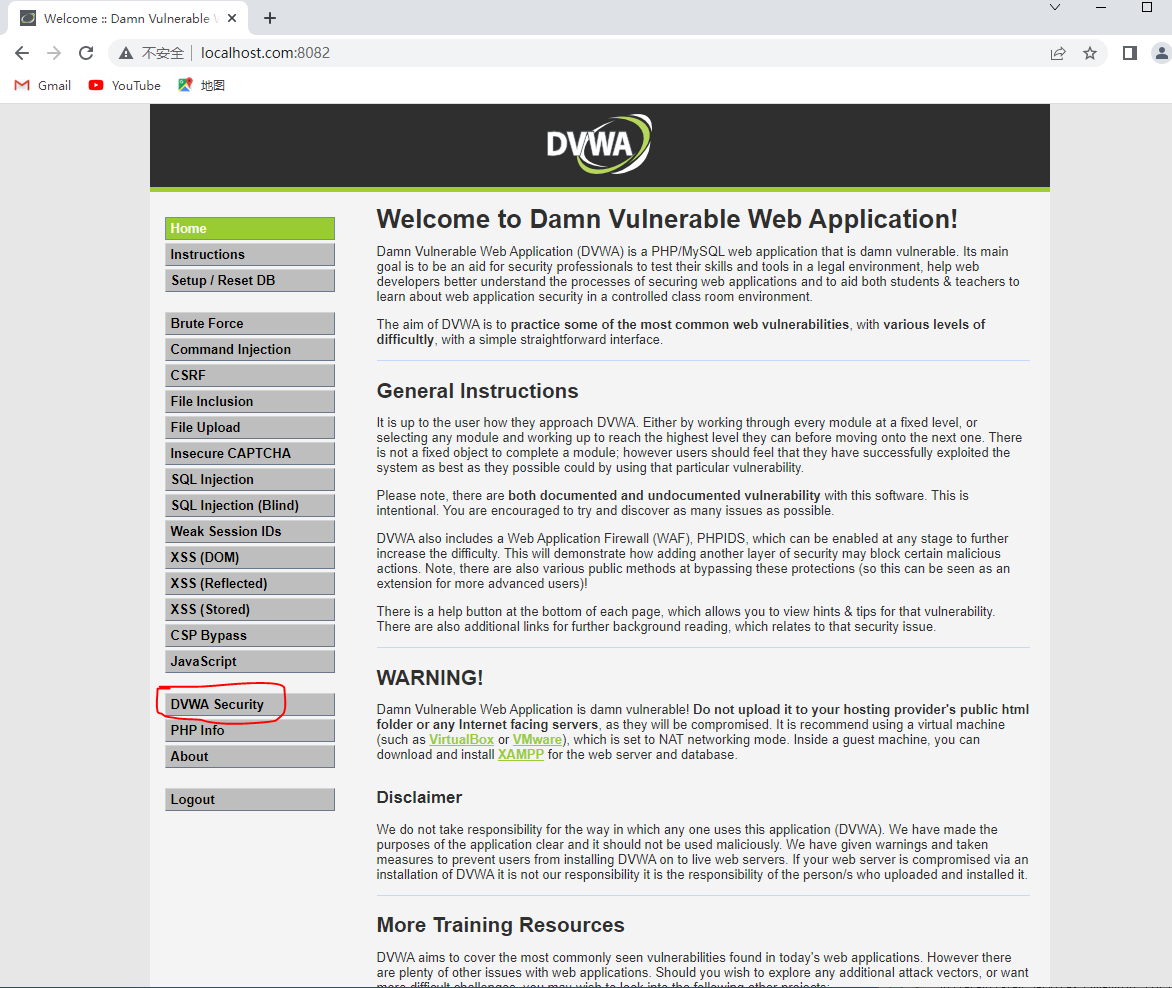 Welcome :: Damn Vulnerable
不安全
localhost.com:8082
Gmail
YouTube
地图
DVWA
Home
Instructions
Setup / Reset DB
Brute Force
Command Injection
CSRF
File Inclusion
File Upload
Insecure CAPTCHA
SQL Injection
SQL Injection (Blind)
Weak Session IDs
XSS (DOM)
XSS (Reflected)
XSS (Stored)
CSP Bypass
JavaScript
DVWA Security
PHP Info
About
Logout
Welcome to Damn Vulnerable Web Application!
Damn Vulnerable Web Application (DVWA) is a PHP/MySQL web application that is damn vulnerable. Its main
goal is to be an aid for security professionals to test their skills and tools in a legal environment, help web
developers better understand the processes of securing web applications and to aid both students & teachers to
learn about web application security in a controlled class room environment.
The aim of DVWA is to practice some of the most common web vulnerabilities, with various levels of
difficultly, with a simple straightforward interface.
General Instructions
It is up to the user how they approach DVWA. Either by working through every module at a fixed level, or
selecting any module and working up to reach the highest level they can before moving onto the next one. There
is not a fixed object to complete a module; however users should feel that they have successfully exploited the
system as best as they possible could by using that particular vulnerability.
Please note, there are both documented and undocumented vulnerability with this software. This is
intentional. You are encouraged to try and discover as many issues as possible.
DVWA also includes a Web Application Firewall (WAF), PHPIDS, which can be enabled at any stage to further
increase the difficulty. This will demonstrate how adding another layer of security may block certain malicious
actions. Note, there are also various public methods at bypassing these protections (so this can be seen as an
extension for more advanced users)!
There is a help button at the bottom of each page, which allows you to view hints & tips for that vulnerability.
There are also additional links for further background reading, which relates to that security issue.
WARNING!
Damn Vulnerable Web Application is damn vulnerable! Do not upload it to your hosting provider's public html
folder or any Internet facing servers, as they will be compromised. It is recommend using a virtual machine
(such as VirtualBox or VMware), which is set to NAT networking mode. Inside a guest machine, you can
download and install XAMPP for the web server and database.
Disclaimer
We do not take responsibility for the way in which any one uses this application (DVWA). We have made the
purposes of the application clear and it should not be used maliciously. We have given warnings and taken
measures to prevent users from installing DVWA on to live web servers. If your web server is compromised via an
installation of DVWA it is not our responsibility it is the responsibility of the person/s who uploaded and installed it.
More Training Resources
DVWA aims to cover the most commonly seen vulnerabilities found in today's web applications. However there
are plenty of other issues with web applications. Should you wish to explore any additional attack vectors, or want
more difficult challenges, you may wish to look into the following other projects: